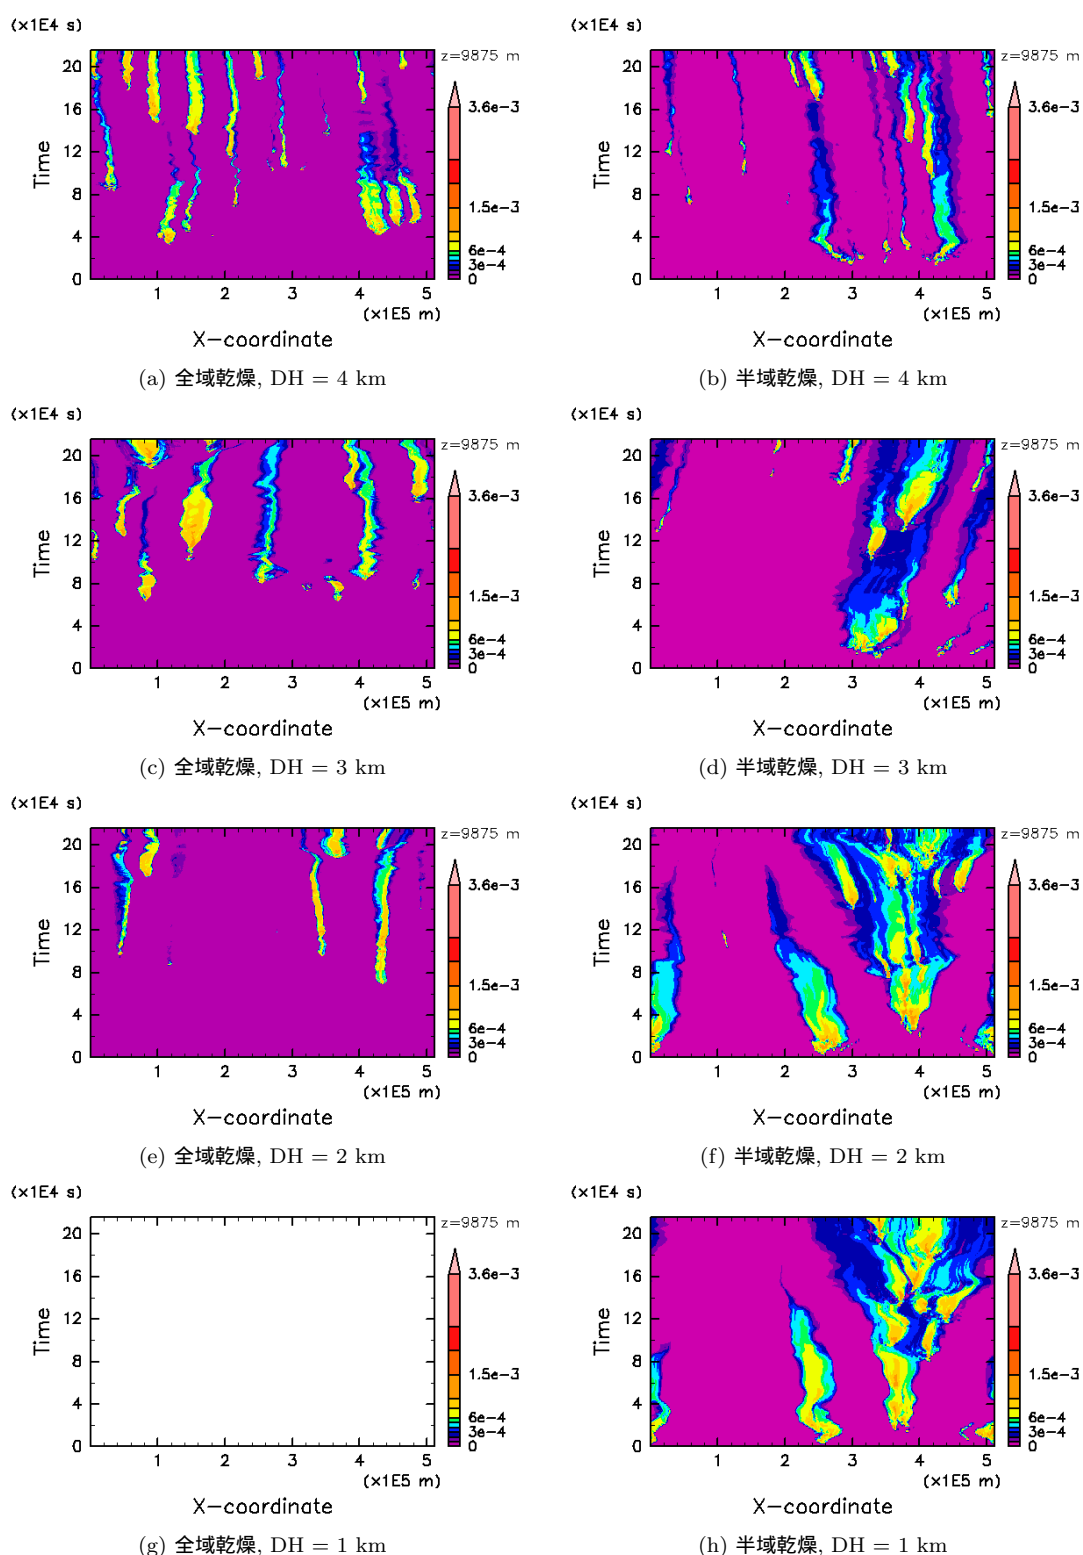 (×1E4 s)
z=9875 m
20
16
12
8
4
0
Time
3.6e-3
1.5e-3
6e-4
3e-4
0
1 2 3 4 5
(×1E5 m)
X-coordinate
(a) 全域乾燥, DH = 4 km
(×1E4 s)
z=9875 m
20
16
12
8
4
0
Time
3.6e-3
1.5e-3
6e-4
3e-4
0
1 2 3 4 5
(×1E5 m)
X-coordinate
(b) 半域乾燥, DH = 4 km
(×1E4 s)
z=9875 m
20
16
12
8
4
0
Time
3.6e-3
1.5e-3
6e-4
3e-4
0
1 2 3 4 5
(×1E5 m)
X-coordinate
(c) 全域乾燥, DH = 3 km
(×1E4 s)
z=9875 m
20
16
12
8
4
0
Time
3.6e-3
1.5e-3
6e-4
3e-4
0
1 2 3 4 5
(×1E5 m)
X-coordinate
(d) 半域乾燥, DH = 3 km
(×1E4 s)
z=9875 m
20
16
12
8
4
0
Time
3.6e-3
1.5e-3
6e-4
3e-4
0
1 2 3 4 5
(×1E5 m)
X-coordinate
(e) 全域乾燥, DH = 2 km
(×1E4 s)
z=9875 m
20
16
12
8
4
0
Time
3.6e-3
1.5e-3
6e-4
3e-4
0
1 2 3 4 5
(×1E5 m)
X-coordinate
(f) 半域乾燥, DH = 2 km
(×1E4 s)
z=9875 m
20
16
12
8
4
0
Time
3.6e-3
1.5e-3
6e-4
3e-4
0
1 2 3 4 5
(×1E5 m)
X-coordinate
(g) 全域乾燥, DH = 1 km
(×1E4 s)
z=9875 m
20
16
12
8
4
0
Time
3.6e-3
1.5e-3
6e-4
3e-4
0
1 2 3 4 5
(×1E5 m)
X-coordinate
(h) 半域乾燥, DH = 1 km